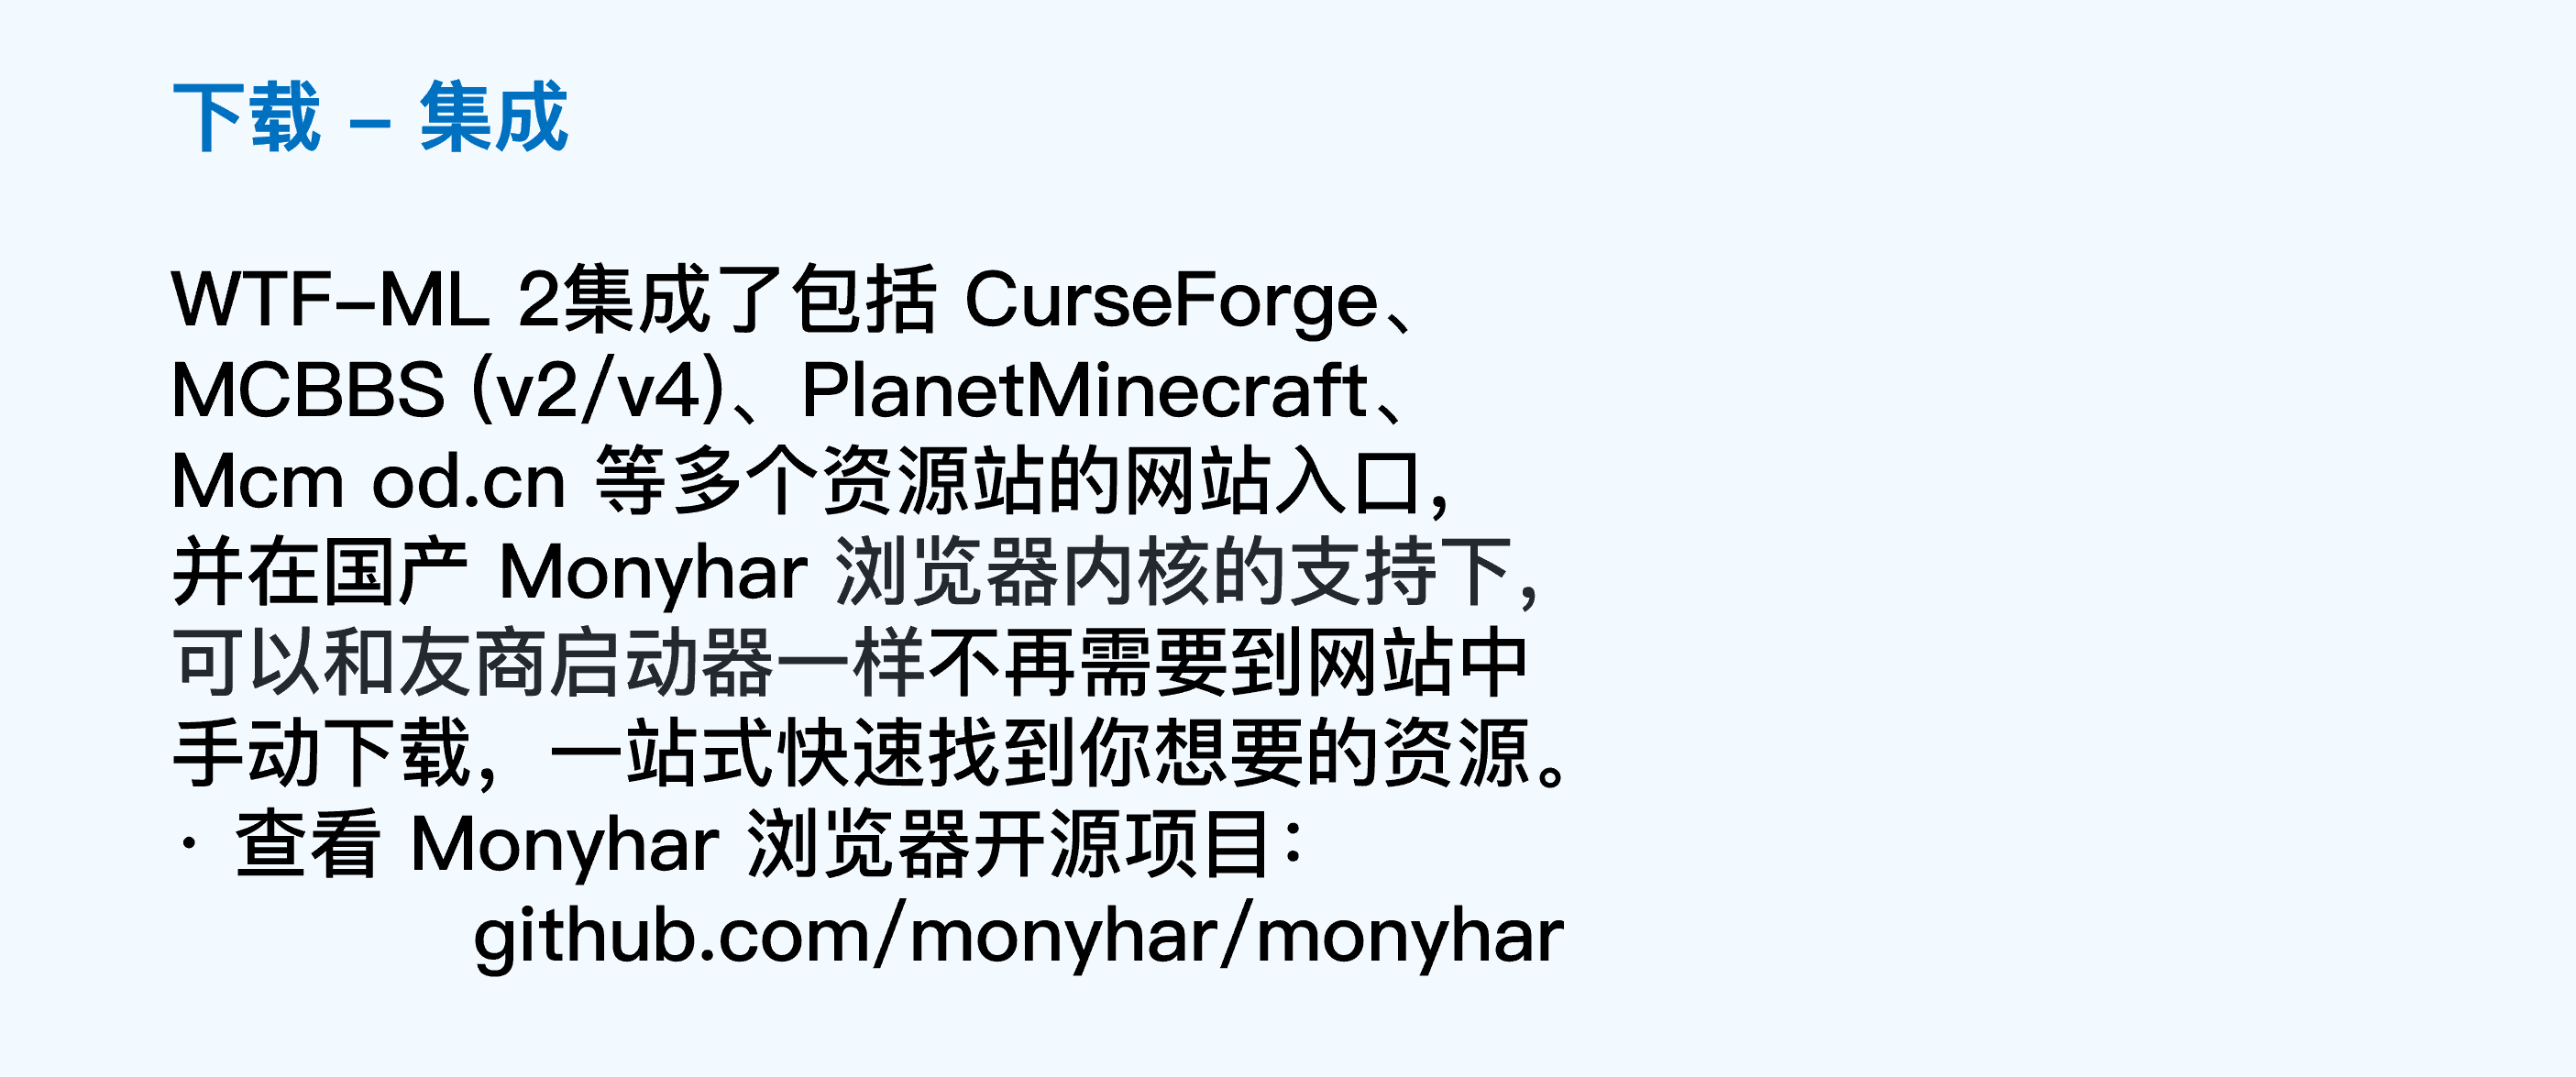 下载 – 集成
WTF–ML 2集成了包括 CurseForge、
MCBBS (v2/v4)、PlanetMinecraft、
Mcm od.cn 等多个资源站的网站入口，
并在国产 Monyhar 浏览器内核的支持下，
可以和友商启动器一样不再需要到网站中
手动下载，一站式快速找到你想要的资源。
· 查看 Monyhar 浏览器开源项目：
github.com/monyhar/monyhar